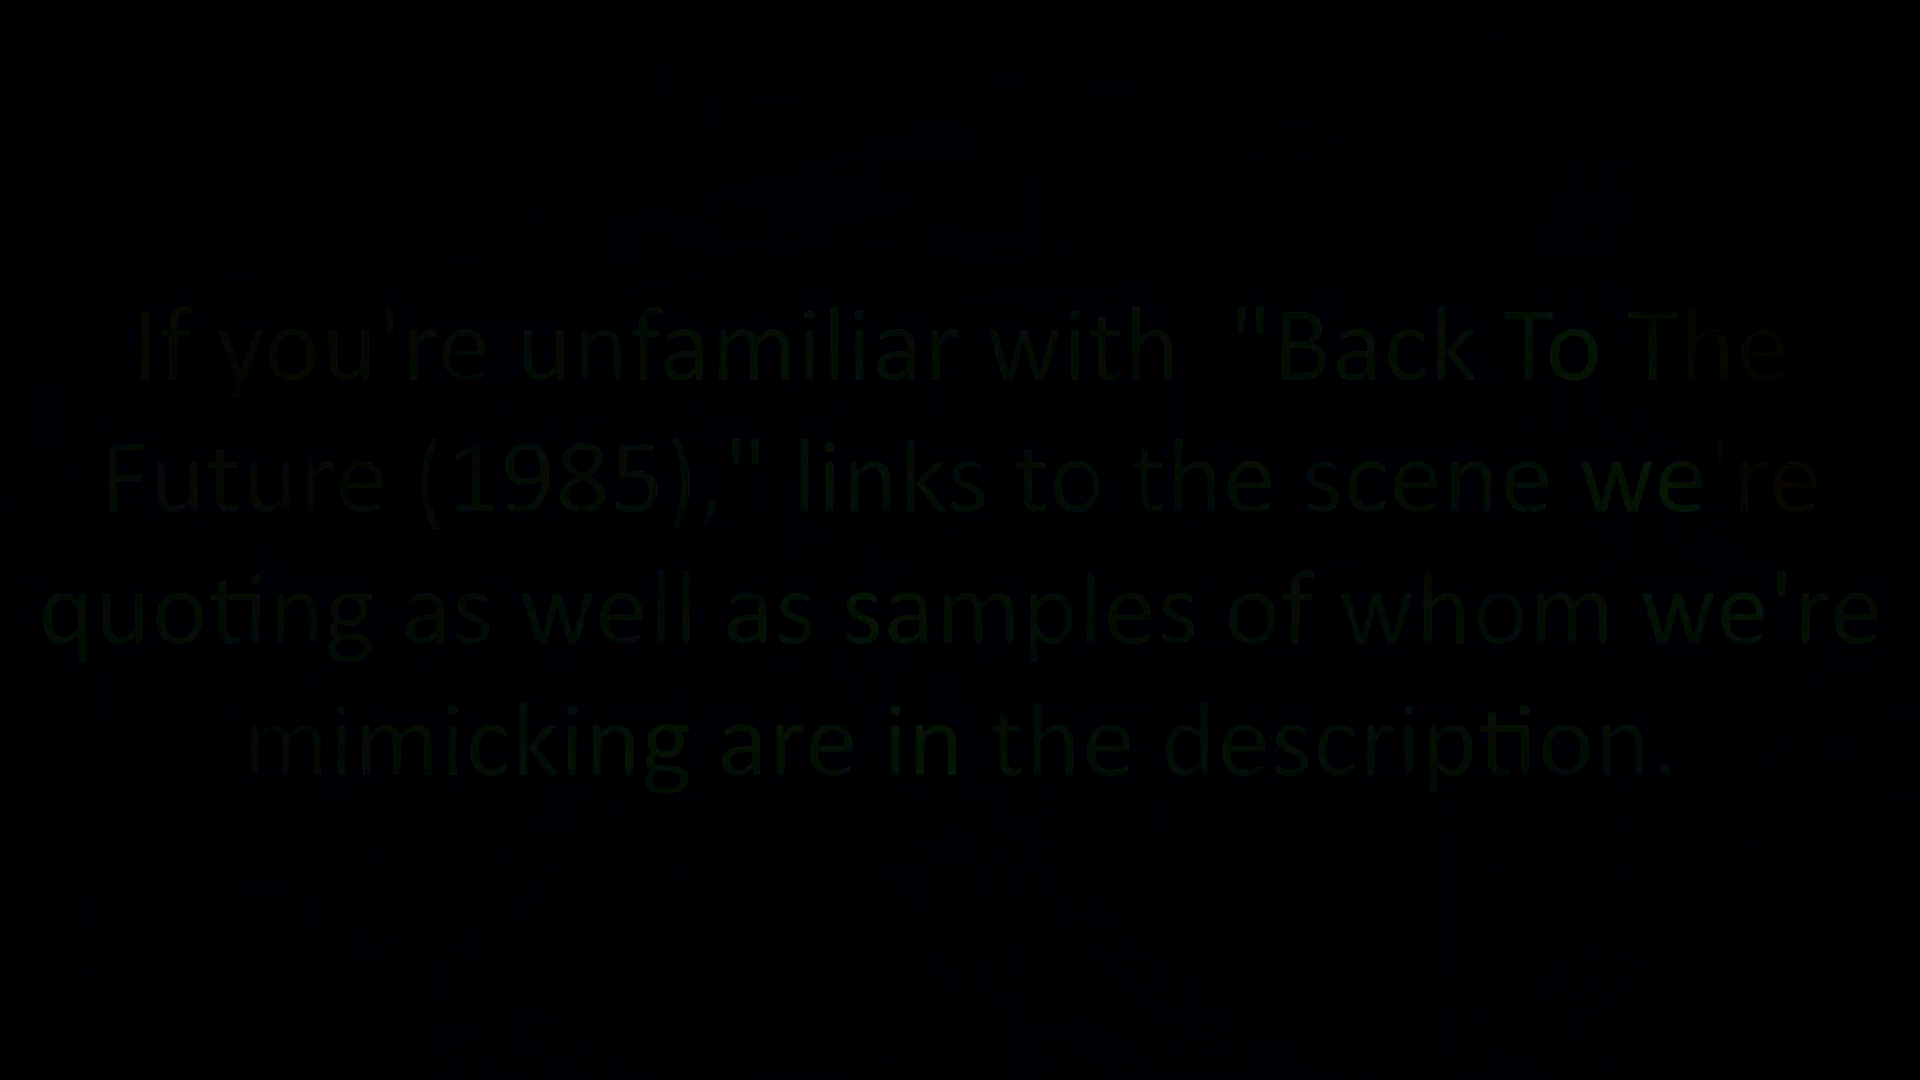 If you're unfamiliar with  "Back To The
Future (1985)," links to the scene we're
quoting as well as samples of whom we're
mimicking are in the description.